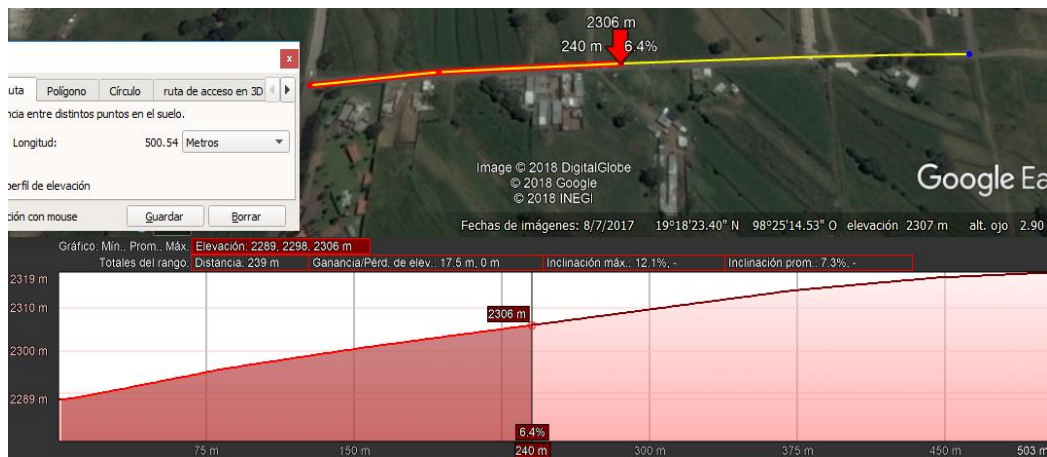 2306 m
240 m 6.4%
x
uta Polígono Círculo ruta de acceso en 3D
ncia entre distintos puntos en el suelo.
Longitud: 500.54 Metros
perfil de elevación
ción con mouse Guardar Borrar
Image © 2018 DigitalGlobe
© 2018 Google
© 2018 INEGI
Google Ea
Fechas de imágenes: 8/7/2017 19°18'23.40" N 98°25'14.53" O elevación 2307 m alt. ojo 2.90
Gráfico: Mín., Prom., Máx. Elevación: 2289, 2298, 2306 m
Totales del rango: Distancia: 239 m Ganancia/Pérd. de elev.: 17.5 m, 0 m Inclinación máx.: 12.1%, - Inclinación prom.: 7.3%, -
2319 m
2310 m
2306 m
2300 m
2289 m
6.4%
75 m 150 m 240 m 300 m 375 m 450 m 503 m